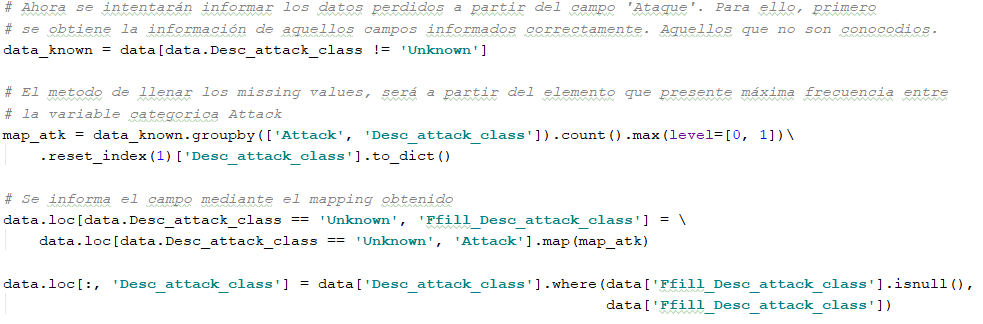 # Ahora se intentarán informar los datos perdidos a partir del campo 'Ataque'. Para ello, primero
# se obtiene la información de aquellos campos informados correctamente. Aquellos que no son conocodios.
data_known = data[data.Desc_attack_class != 'Unknown']
# El metodo de llenar los missing values, será a partir del elemento que presente máxima frecuencia entre
# la variable categorica Attack
map_atk = data_known.groupby(['Attack', 'Desc_attack_class']).count().max(level=[0, 1])\
.reset_index(1)['Desc_attack_class'].to_dict()
# Se informa el campo mediante el mapping obtenido
data.loc[data.Desc_attack_class == 'Unknown', 'Ffill_Desc_attack_class'] = \
data.loc[data.Desc_attack_class == 'Unknown', 'Attack'].map(map_atk)
data.loc[:, 'Desc_attack_class'] = data['Desc_attack_class'].where(data['Ffill_Desc_attack_class'].isnull(),
data['Ffill_Desc_attack_class'])